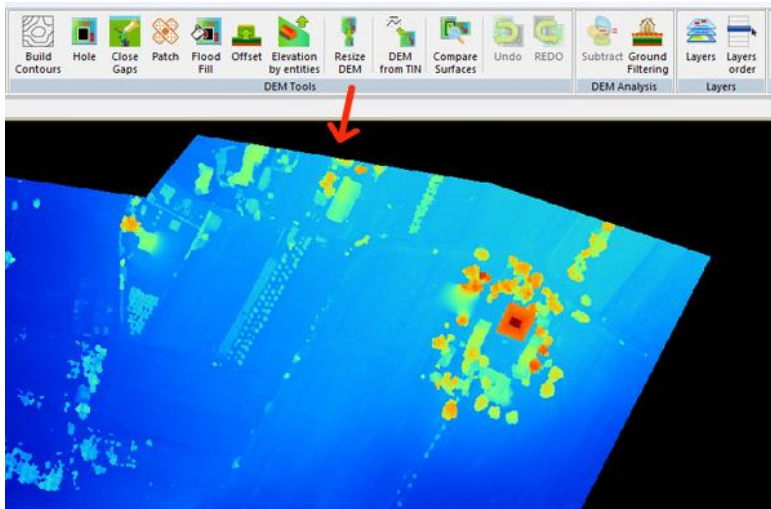 Build Contours
Hole
Close Gaps
Patch
Flood Fill
Offset
Elevation by entities
Resize DEM
DEM from TIN
Compare Surfaces
Undo
REDO
Subtract
Ground Filtering
Layers
Layers order
DEM Tools
DEM Analysis
Layers